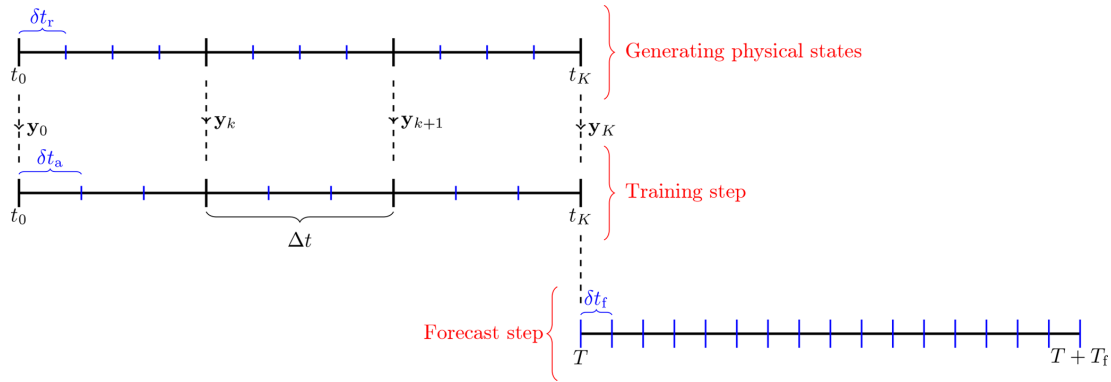 δt_r
Generating physical states
t_0
t_K
y_0
y_k
y_{k+1}
y_K
δt_a
Training step
t_0
t_K
Δt
δt_f
Forecast step
T
T + T_f